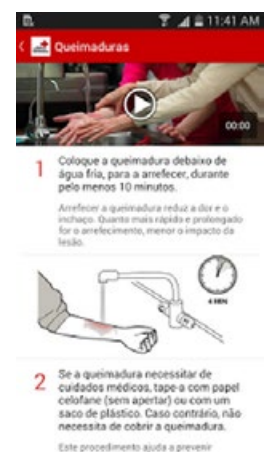 11:41 AM
Queimaduras
00:00
1
Coloque a queimadura debaixo de
água fria, para a arrefecer, durante
pelo menos 10 minutos.
Arrefecer a queimadura reduz a dor e o
inchaço. Quanto mais rápido e prolongado
for o arrefecimento, menor o impacto da
lesão.
MIN
2
Se a queimadura necessitar de
cuidados médicos, tape-a com papel
celofane (sem apertar) ou com um
saco de plástico. Caso contrário, não
necessita de cobrir a queimadura.
Este procedimento ajuda a prevenir